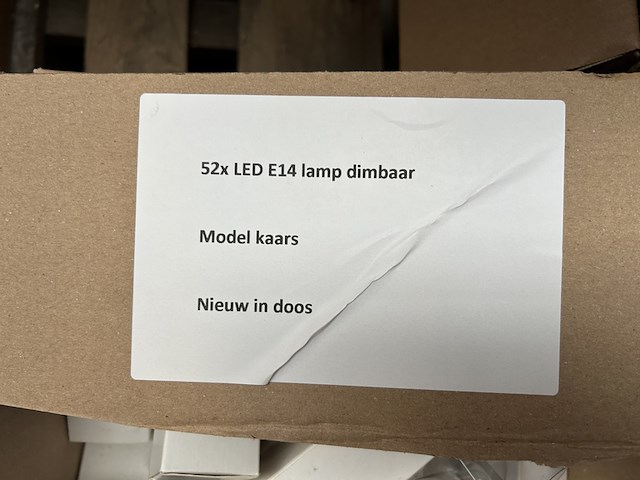 52x LED E14 lamp dimbaar
Model kaars
Nieuw in doos